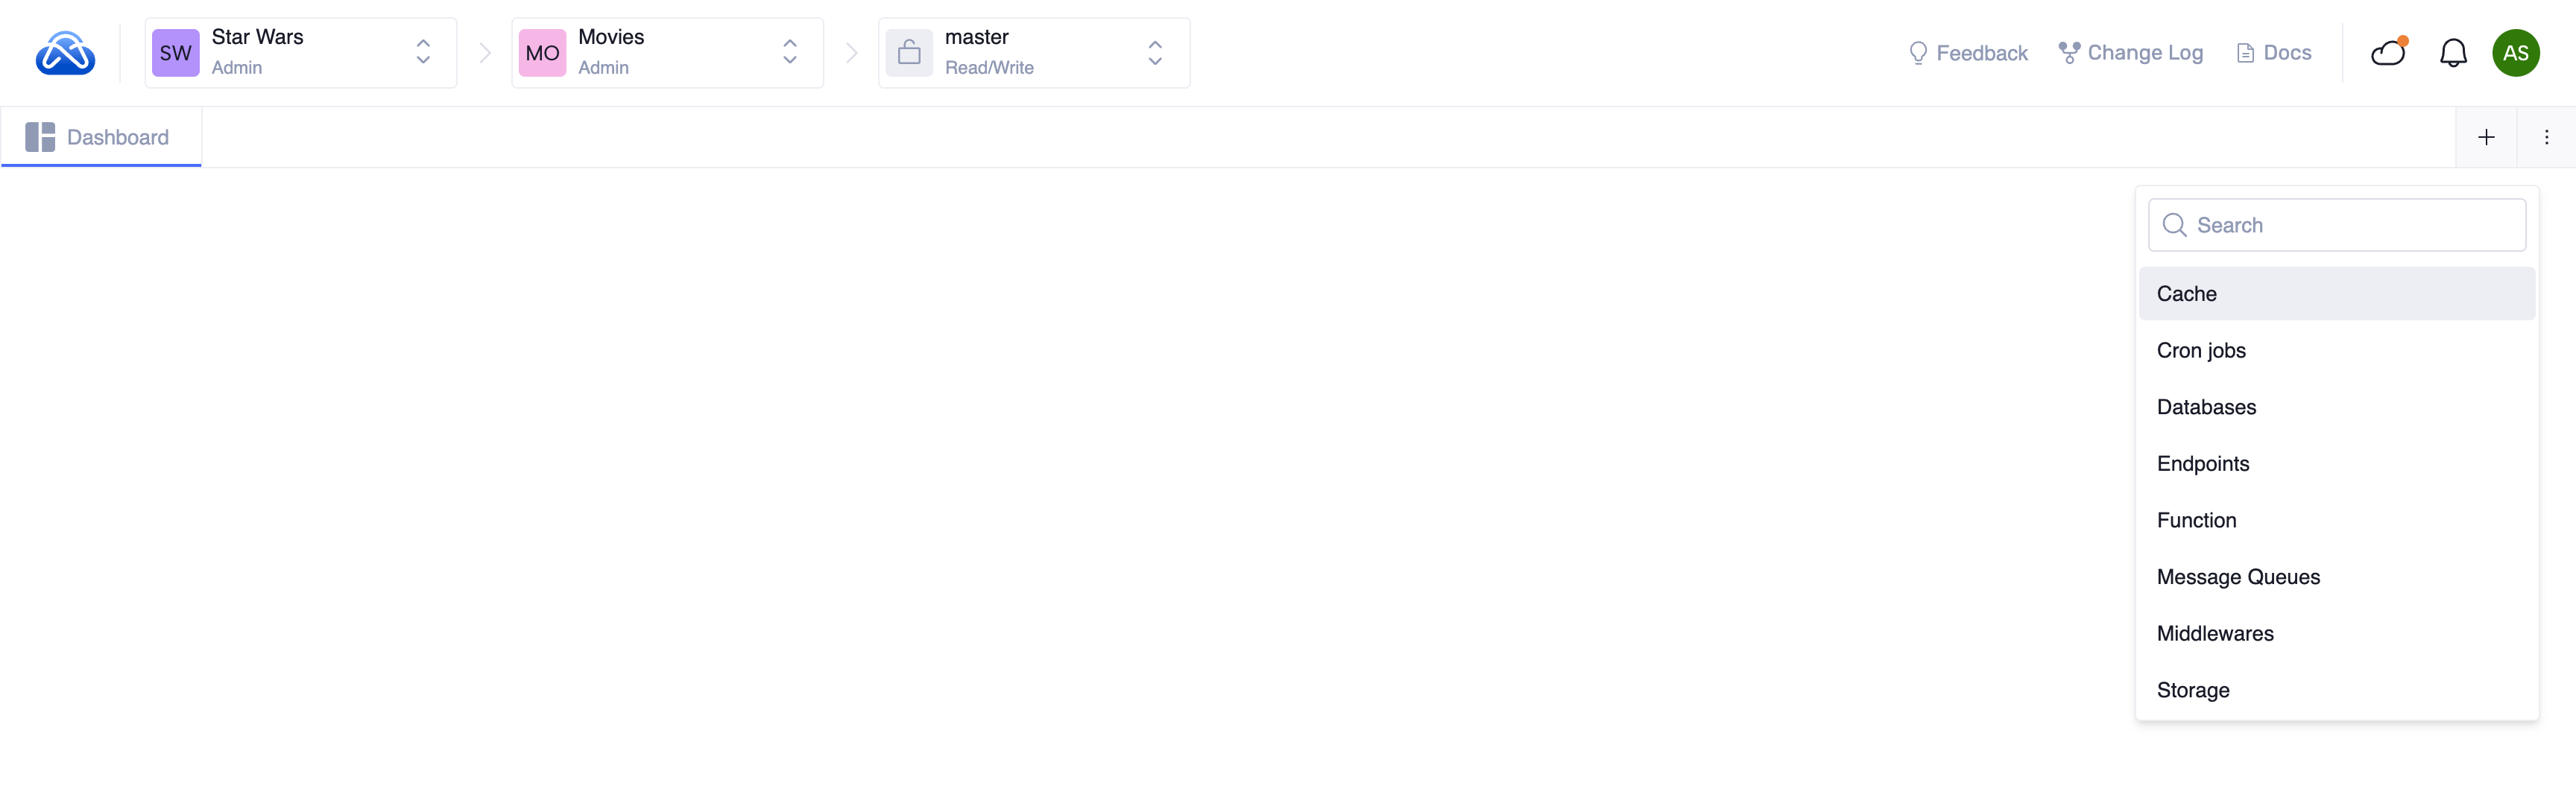 SW
Star Wars
Admin
MO
Movies
Admin
master
Read/Write
Feedback
Change Log
Docs
AS
Dashboard
Search
Cache
Cron jobs
Databases
Endpoints
Function
Message Queues
Middlewares
Storage